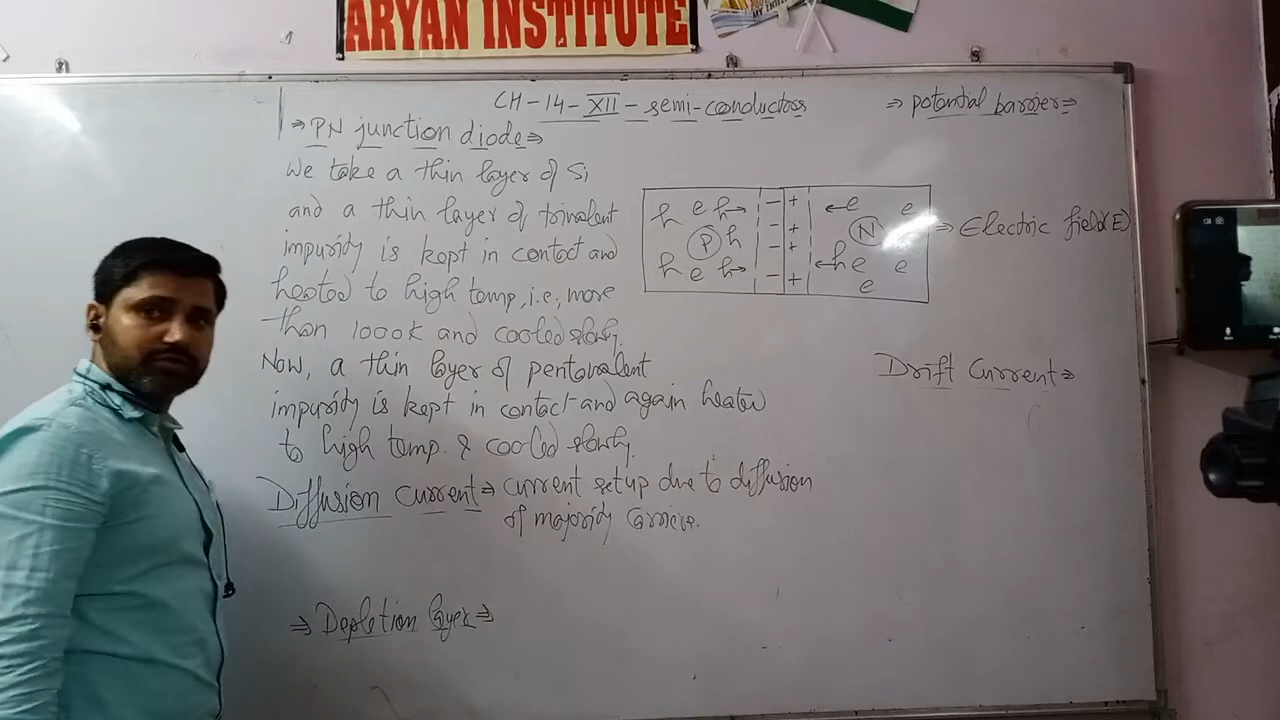 ARYAN INSTITUTE
CH-14-XII-semi-conductors
⇒ PN junction diode ⇒
We take a thin layer of Si
and a thin layer of trivalent
impurity is kept in contact and
heated to high temp, i.e., more
than 1000K and cooled slowly.
Now, a thin layer of pentavalent
impurity is kept in contact and again heated
to high temp. & cooled slowly.
Diffusion Current ⇒ current setup due to diffusion
of majority carriers.
⇒ Depletion layer ⇒
⇒ potential barrier ⇒
h e h → - + ← e e
P h - + N
- +
h e h → - + ← h e e
e
⇒ Electric field (E)
Drift Current ⇒